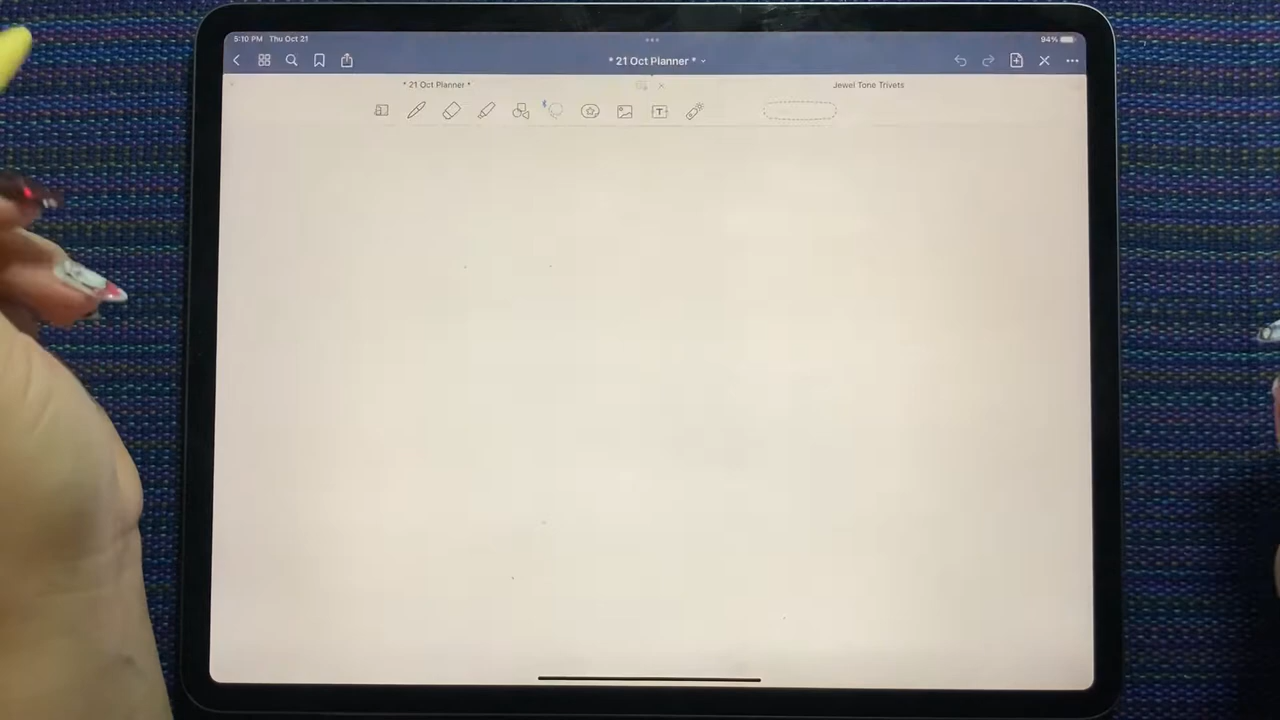 5:10 PM Thu Oct 21
94%
* 21 Oct Planner *
* 21 Oct Planner *
Jewel Tone Trivets
T